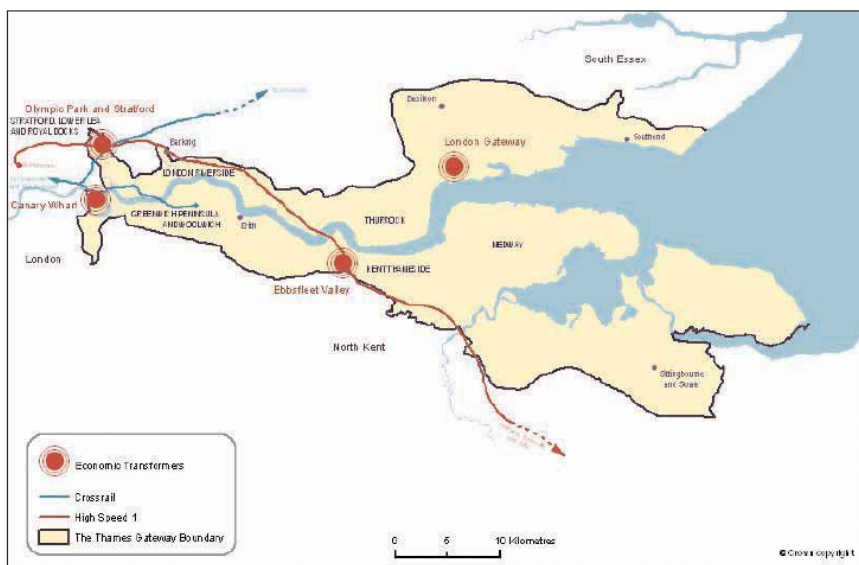 South Essex
Basildon
Olympic Park and Stratford
STRATFORD, LOWER LEA
AND ROYAL DOCKS
Barking
London Gateway
Southend
LONDON RIVERSIDE
Canary Wharf
GREENWICH PENINSULA
AND WOOLWICH
Erith
THURROCK
MEDWAY
London
KENT THAMESIDE
Ebbsfleet Valley
North Kent
Sittingbourne
and Swale
Economic Transformers
Crossrail
High Speed 1
The Thames Gateway Boundary
0 5 10 Kilometres
© Crown copyright